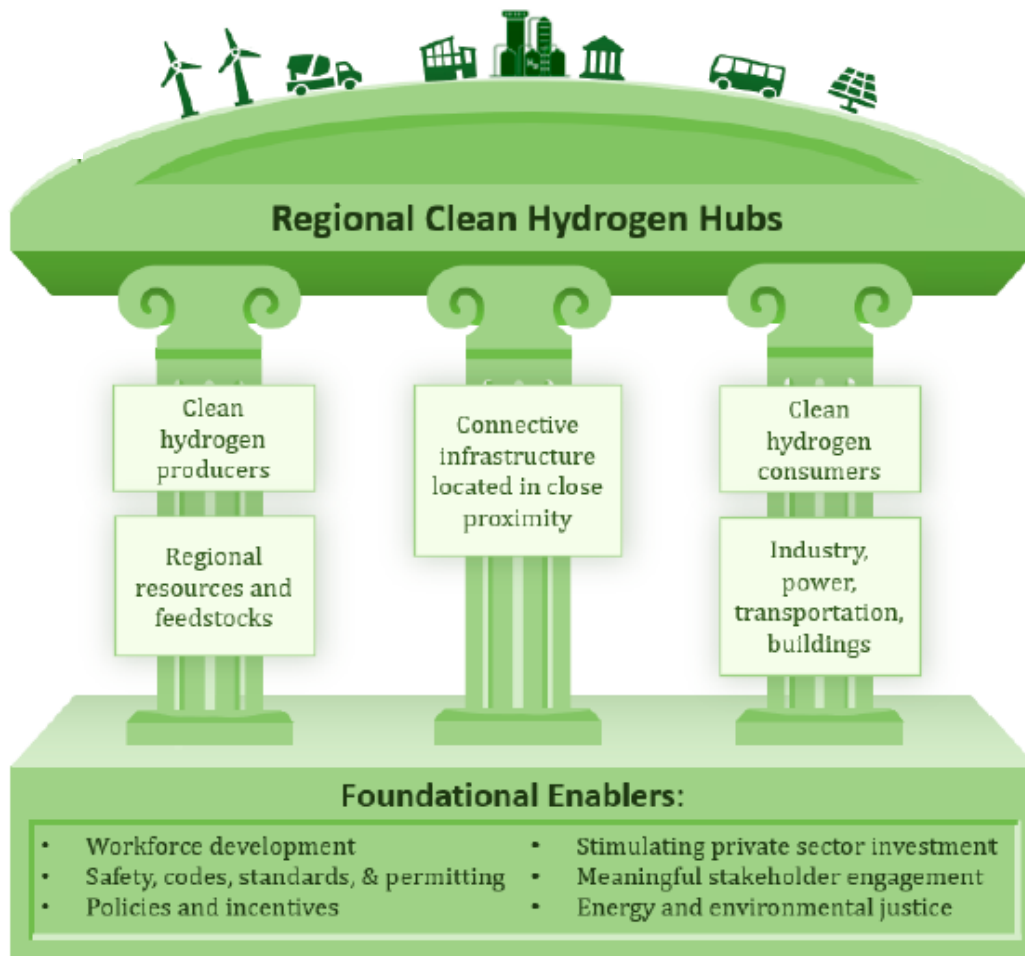 Regional Clean Hydrogen Hubs
Clean
hydrogen
producers
Regional
resources and
feedstocks
Connective
infrastructure
located in close
proximity
Clean
hydrogen
consumers
Industry,
power,
transportation,
buildings
Foundational Enablers:
• Workforce development
• Safety, codes, standards, & permitting
• Policies and incentives
• Stimulating private sector investment
• Meaningful stakeholder engagement
• Energy and environmental justice